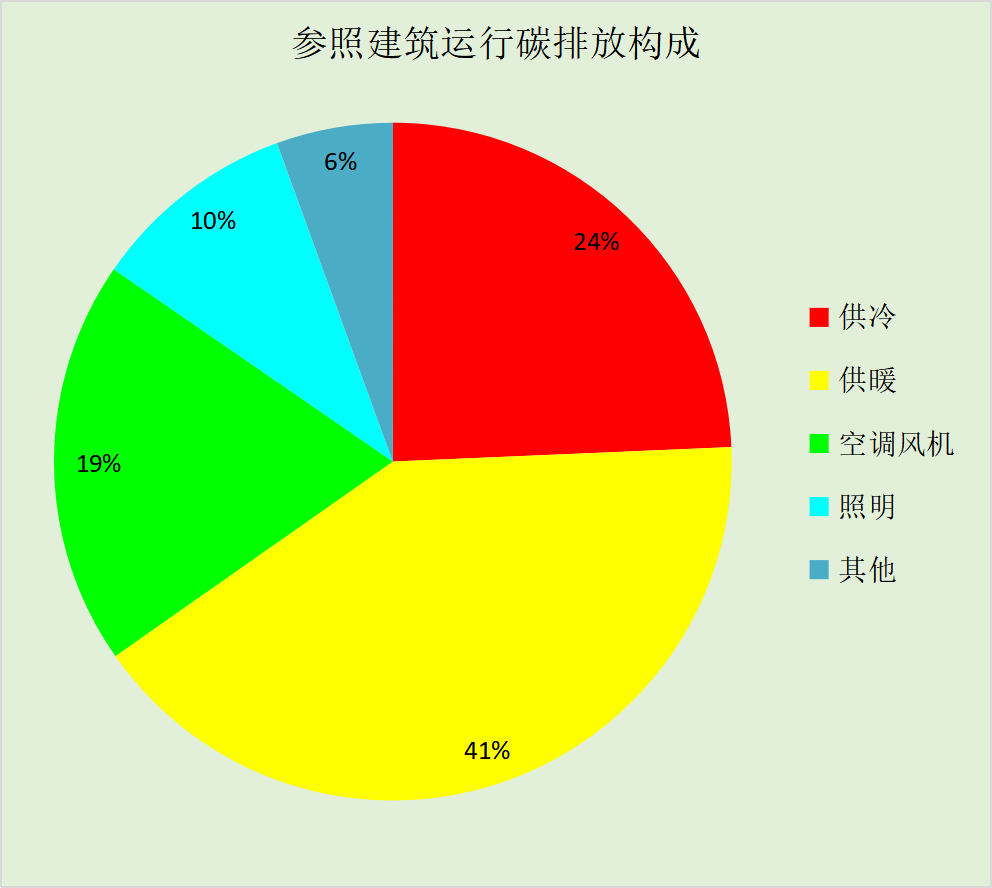 参照建筑运行碳排放构成
6%
24%
10%
19%
41%
供冷
供暖
空调风机
照明
其他